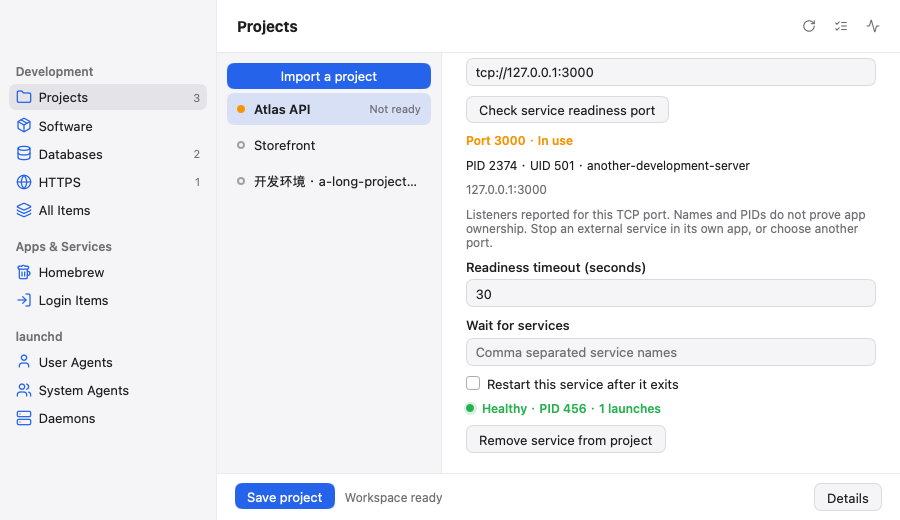 Projects
Development
Projects 3
Software
Databases 2
HTTPS 1
All Items
Apps & Services
Homebrew
Login Items
launchd
User Agents
System Agents
Daemons
Import a project
Atlas API Not ready
Storefront
开发环境 · a-long-project...
tcp://127.0.0.1:3000
Check service readiness port
Port 3000 · In use
PID 2374 · UID 501 · another-development-server
127.0.0.1:3000
Listeners reported for this TCP port. Names and PIDs do not prove app
ownership. Stop an external service in its own app, or choose another
port.
Readiness timeout (seconds)
30
Wait for services
Comma separated service names
Restart this service after it exits
Healthy · PID 456 · 1 launches
Remove service from project
Save project
Workspace ready
Details